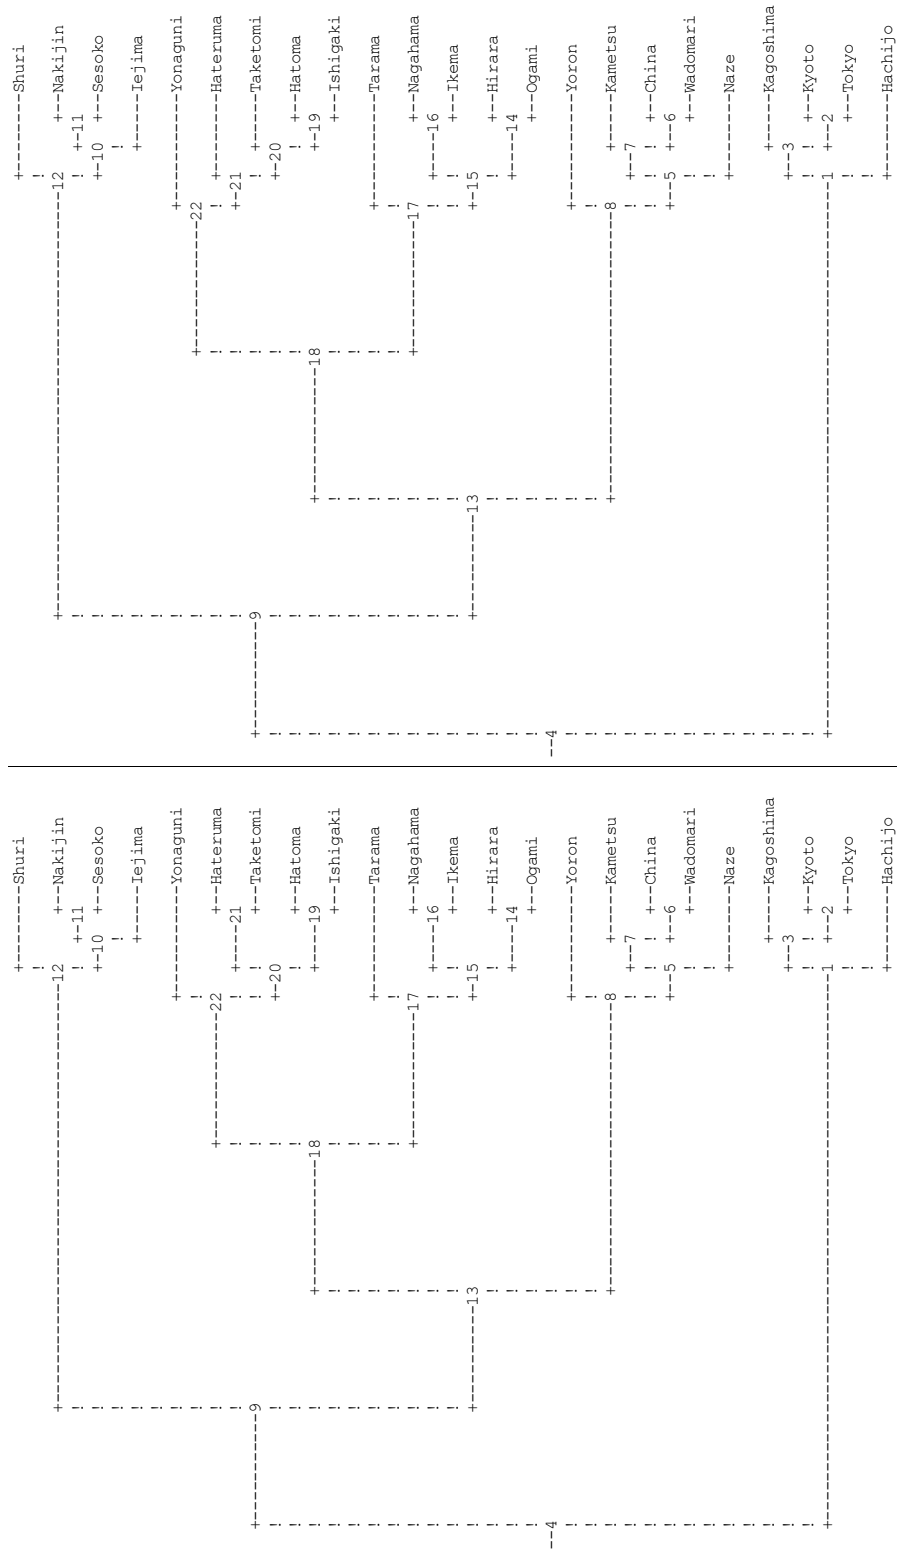 Shuri
Nakijin
Sesoko
Iejima
Yonaguni
Hateruma
Taketomi
Hatoma
Ishigaki
Tarama
Nagahama
Ikema
Hirara
Ogami
Yoron
Kametsu
China
Wadomari
Naze
Kagoshima
Kyoto
Tokyo
Hachijo
11
19
16
14
6
2
10
20
7
3
12
21
15
5
1
22
17
8
18
13
9
4
Shuri
Nakijin
Sesoko
Iejima
Yonaguni
Hateruma
Taketomi
Hatoma
Ishigaki
Tarama
Nagahama
Ikema
Hirara
Ogami
Yoron
Kametsu
China
Wadomari
Naze
Kagoshima
Kyoto
Tokyo
Hachijo
11
21
19
16
14
6
2
10
7
3
12
20
15
5
1
22
17
8
18
13
9
4